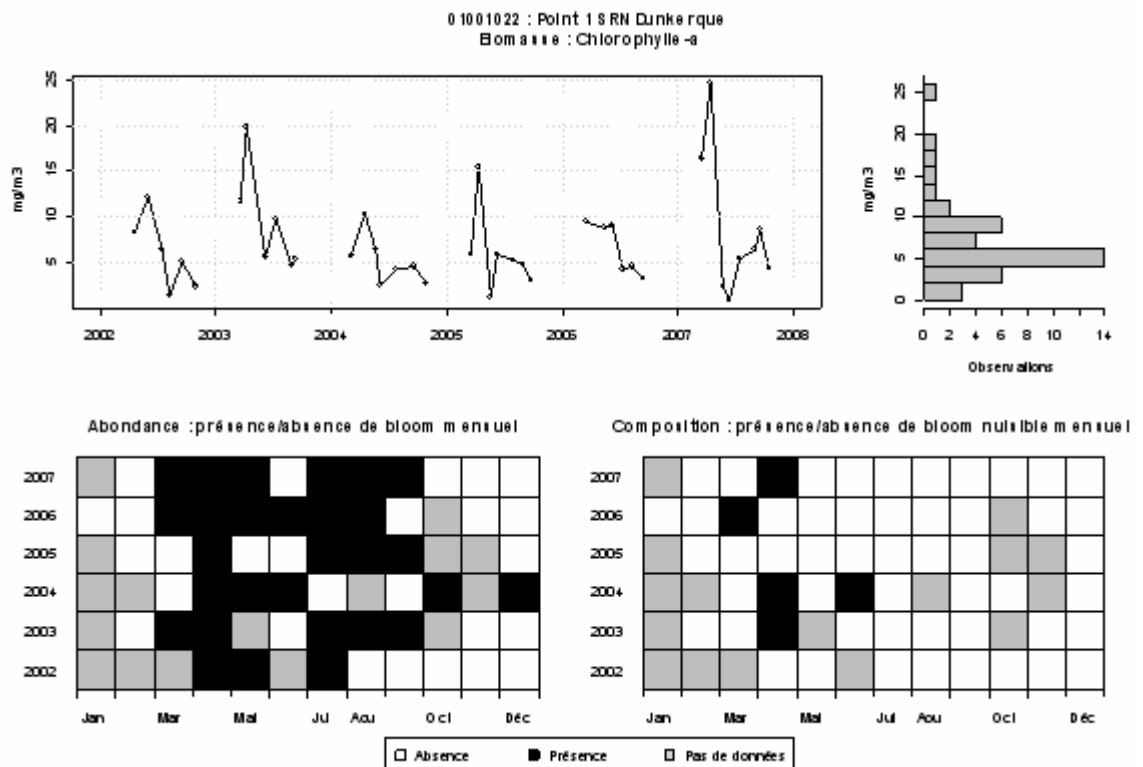 01001022 : Point 1 SRN Dunkerque
Biomasse : Chlorophylle-a
mg/m3
25
20
15
10
5
2002 2003 2004 2005 2006 2007 2008
mg/m3
25
20
15
10
5
0
0 2 4 6 8 10 14
Observations
Abondance : présence/absence de bloom mensuel
2007
2006
2005
2004
2003
2002
Jan Mar Mai Jul Aou Oct Déc
Composition : présence/absence de bloom nuisible mensuel
2007
2006
2005
2004
2003
2002
Jan Mar Mai Jul Aou Oct Déc
Absence Présence Pas de données